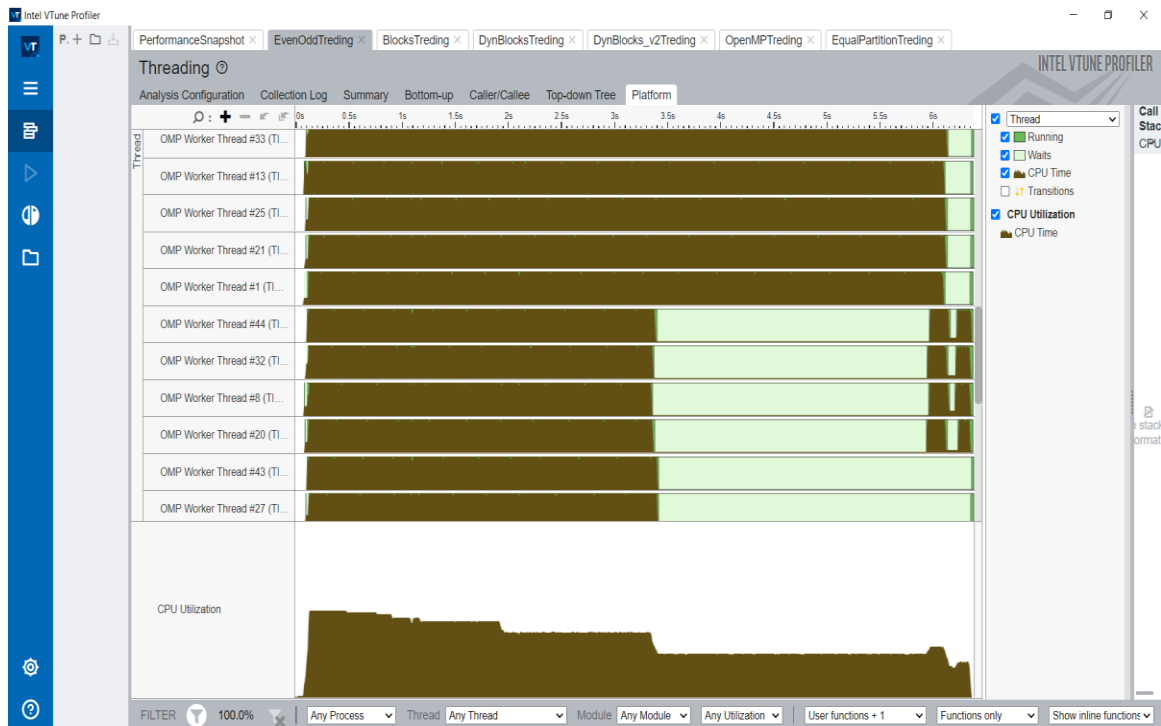 Intel VTune Profiler
VT
P.
PerformanceSnapshot × EvenOddTreding × BlocksTreding × DynBlocksTreding × DynBlocks_v2Treding × OpenMPTreding × EqualPartitionTreding ×
Threading
INTEL VTUNE PROFILER
Analysis Configuration Collection Log Summary Bottom-up Caller/Callee Top-down Tree Platform
0s 0.5s 1s 1.5s 2s 2.5s 3s 3.5s 4s 4.5s 5s 5.5s 6s
Thread
OMP Worker Thread #33 (TI...
OMP Worker Thread #13 (TI...
OMP Worker Thread #25 (TI...
OMP Worker Thread #21 (TI...
OMP Worker Thread #1 (TI...
OMP Worker Thread #44 (TI...
OMP Worker Thread #32 (TI...
OMP Worker Thread #8 (TI...
OMP Worker Thread #20 (TI...
OMP Worker Thread #43 (TI...
OMP Worker Thread #27 (TI...
CPU Utilization
Thread
Running
Waits
CPU Time
Transitions
CPU Utilization
CPU Time
Call
Stac
CPU
stack
ormat
FILTER 100.0% Any Process Thread Any Thread Module Any Module Any Utilization User functions + 1 Functions only Show inline functions